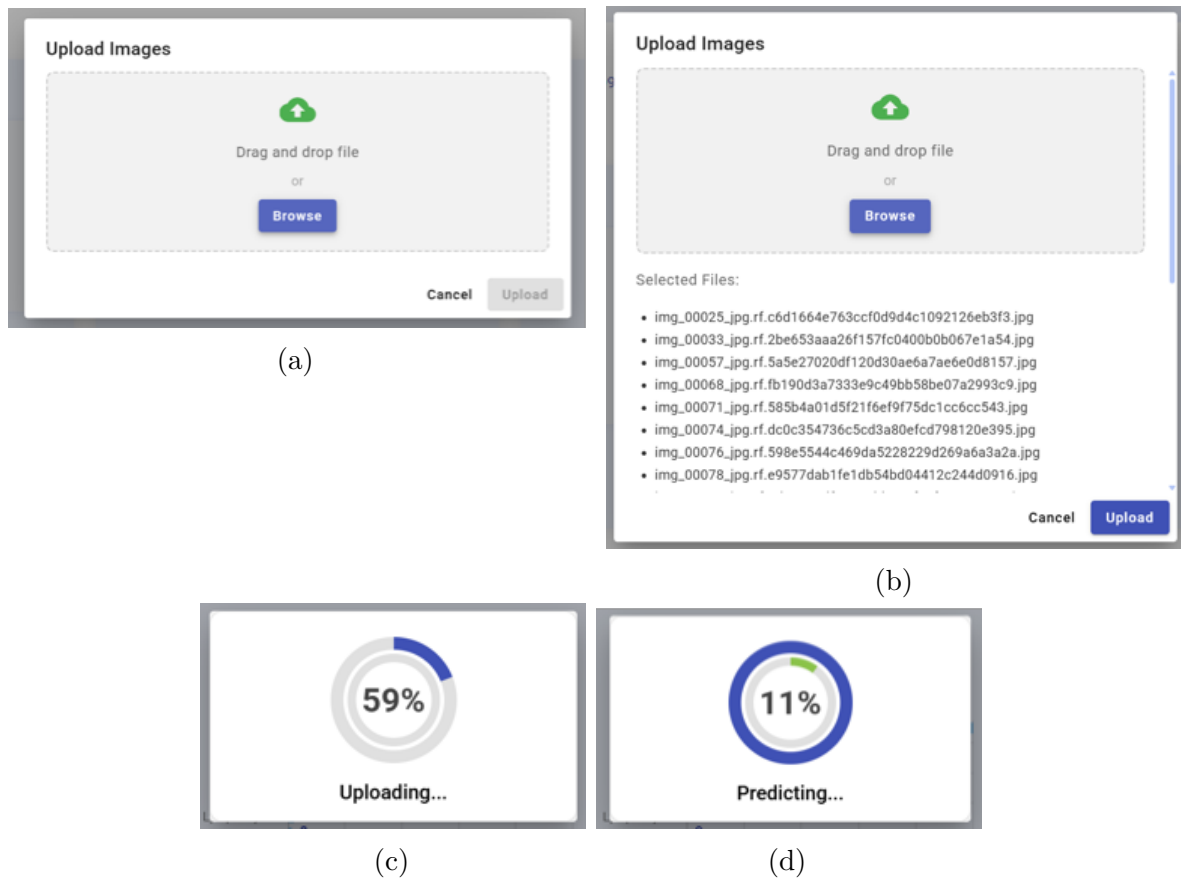 Upload Images
Drag and drop file
or
Browse
Cancel Upload
(a)
Upload Images
Drag and drop file
or
Browse
Selected Files:
• img_00025_jpg.rf.c6d1664e763ccf0d9d4c1092126eb3f3.jpg
• img_00033_jpg.rf.2be653aaa26f157fc0400b0b067e1a54.jpg
• img_00057_jpg.rf.5a5e27020df120d30ae6a7ae6e0d8157.jpg
• img_00068_jpg.rf.fb190d3a7333e9c49bb58be07a2993c9.jpg
• img_00071_jpg.rf.585b4a01d5f21f6ef9f75dc1cc6cc543.jpg
• img_00074_jpg.rf.dc0c354736c5cd3a80efcd798120e395.jpg
• img_00076_jpg.rf.598e5544c469da5228229d269a6a3a2a.jpg
• img_00078_jpg.rf.e9577dab1fe1db54bd04412c244d0916.jpg
Cancel Upload
(b)
59%
Uploading...
(c)
11%
Predicting...
(d)